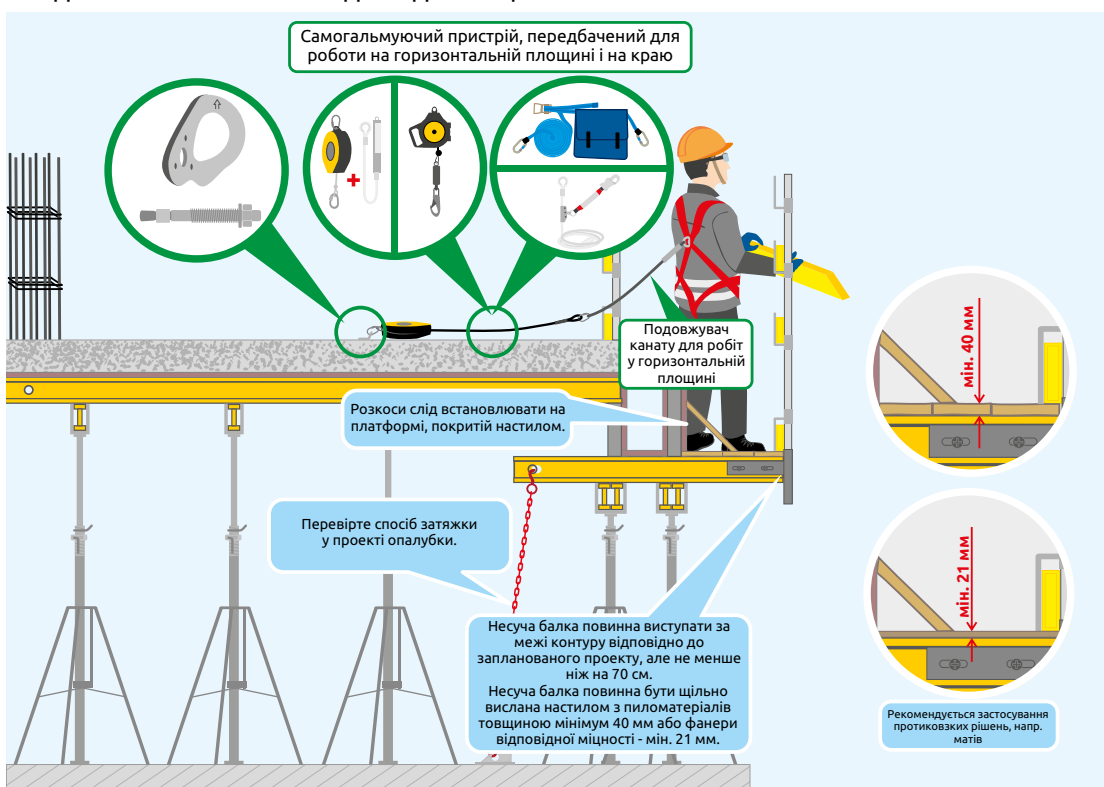 Самогальмуючий пристрій, передбачений для
роботи на горизонтальній площині і на краю
Подовжувач
канату для робіт
у горизонтальній
площині
мін. 40 мм
Розкоси слід встановлювати на
платформі, покритій настилом.
Перевірте спосіб затяжки
у проекті опалубки.
мін. 21 мм
Несуча балка повинна виступати за
межі контуру відповідно до
запланованого проекту, але не менше
ніж на 70 см.
Несуча балка повинна бути щільно
вислана настилом з пиломатеріалів
товщиною мінімум 40 мм або фанери
відповідної міцності - мін. 21 мм.
Рекомендується застосування
протиковзких рішень, напр.
матів